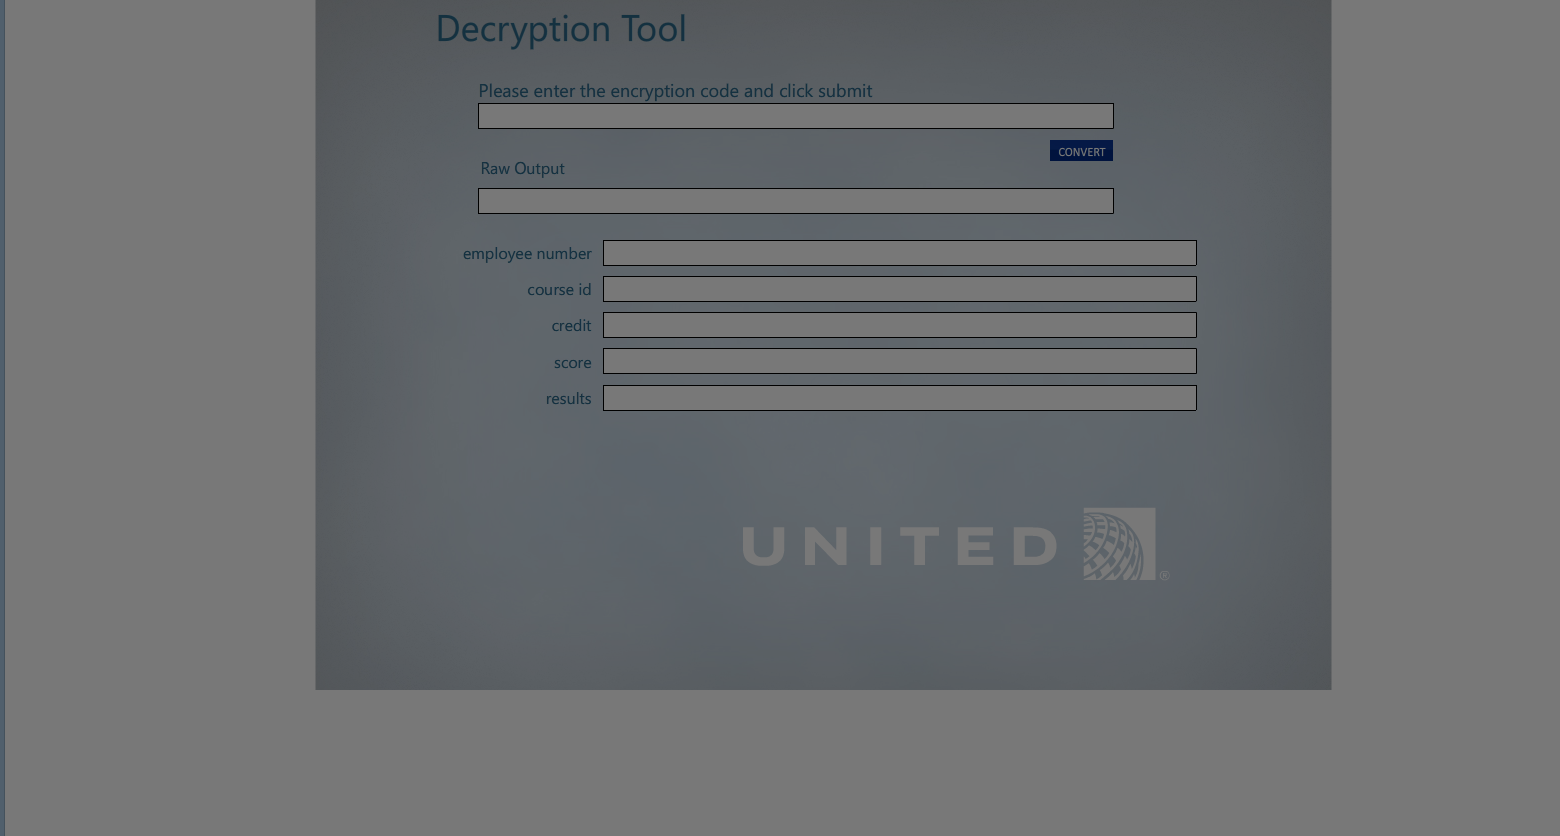 Decryption Tool
Please enter the encryption code and click submit
CONVERT
Raw Output
employee number
course id
credit
score
results
UNITED
®